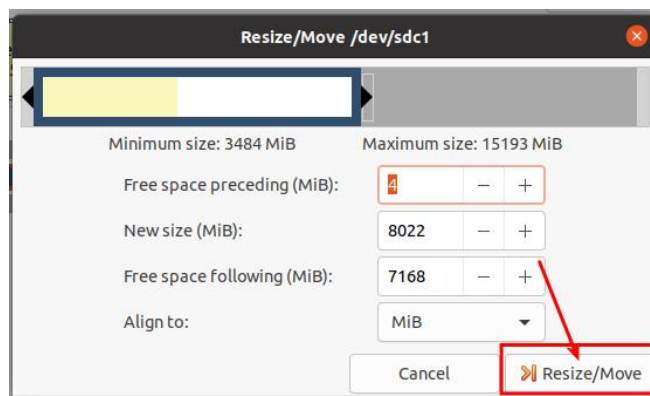 Resize/Move /dev/sdc1
Minimum size: 3484 MiB Maximum size: 15193 MiB
Free space preceding (MiB): 4 − +
New size (MiB): 8022 − +
Free space following (MiB): 7168 − +
Align to: MiB
Cancel Resize/Move